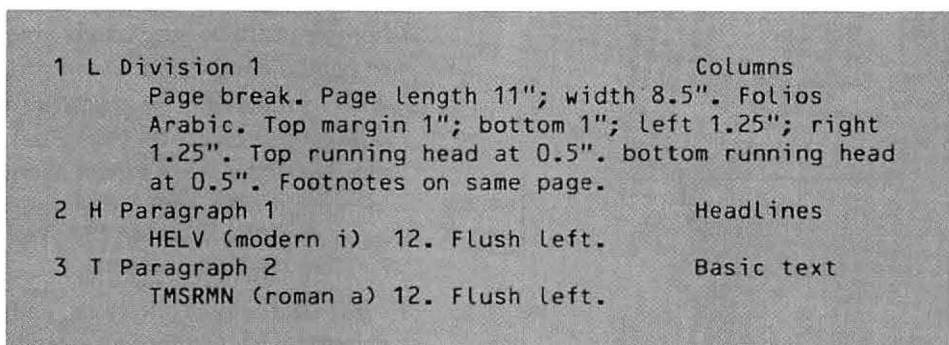 1 L Division 1 Columns
Page break. Page length 11"; width 8.5". Folios
Arabic. Top margin 1"; bottom 1"; left 1.25"; right
1.25". Top running head at 0.5". bottom running head
at 0.5". Footnotes on same page.
2 H Paragraph 1 Headlines
HELV (modern i) 12. Flush left.
3 T Paragraph 2 Basic text
TMSRMN (roman a) 12. Flush left.